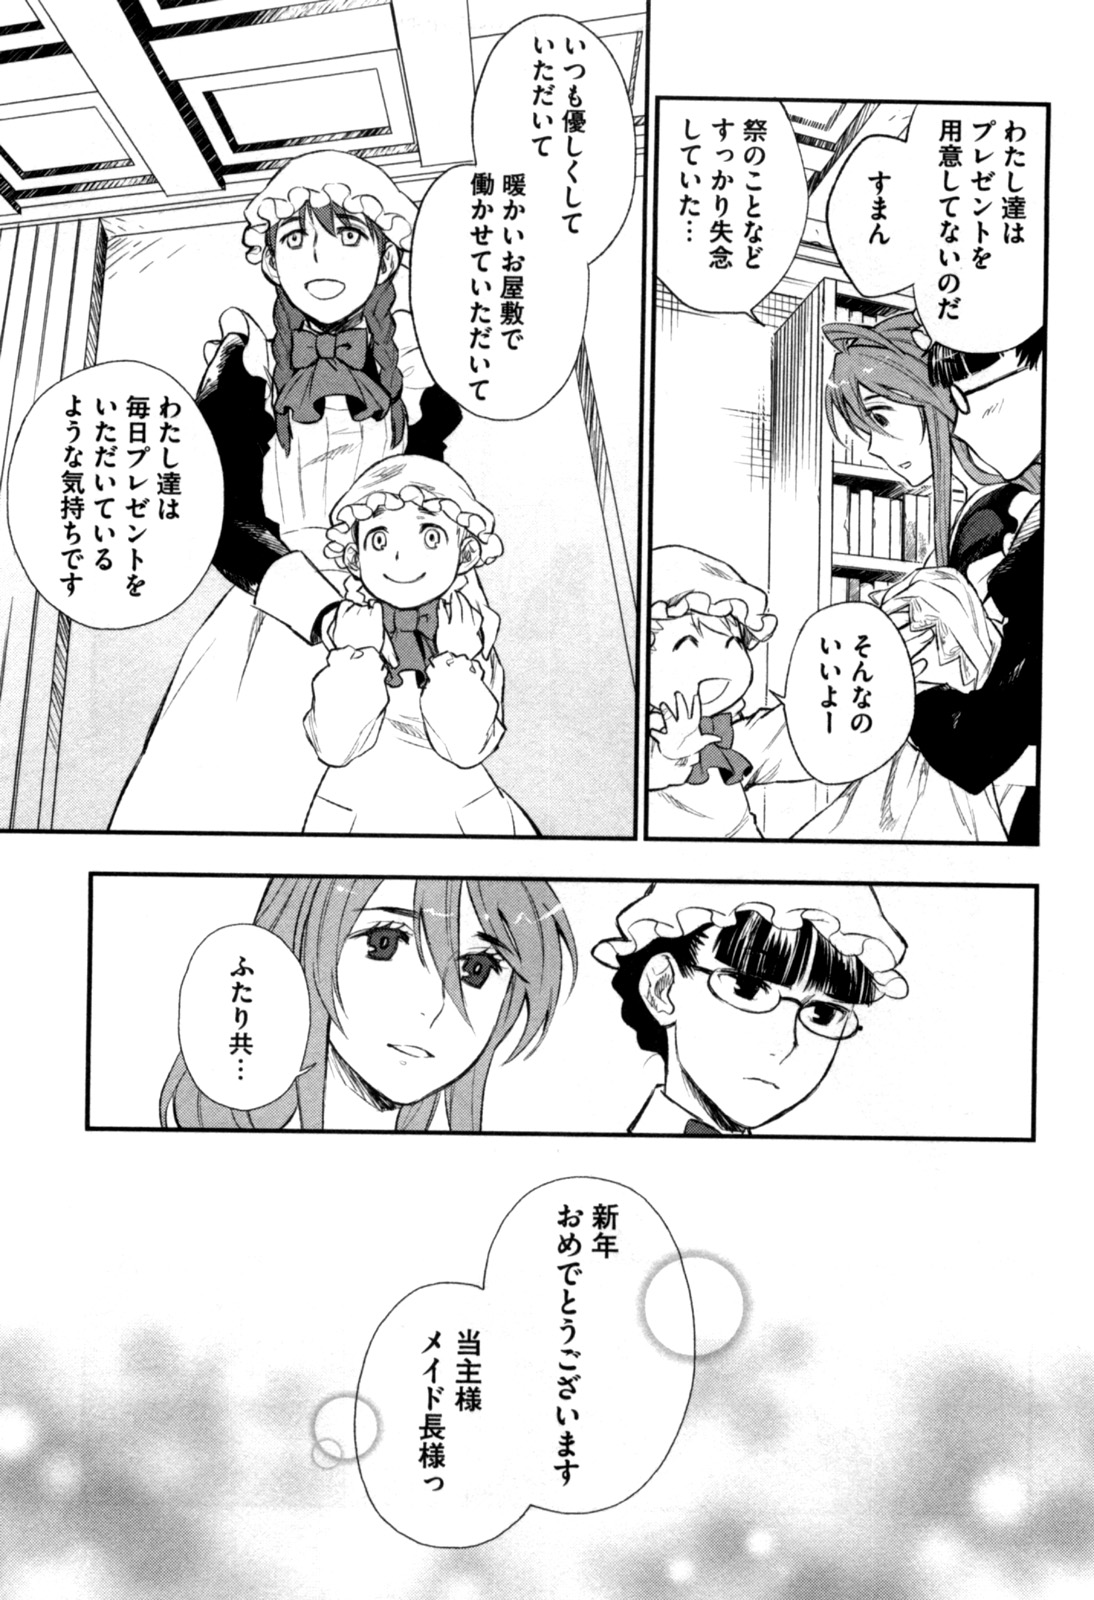 わたし達は
プレゼントを
用意してないのだ
すまん
祭のことなど
すっかり失念
していた…
そんなの
いいよー
いつも優しくして
いただいて
暖かいお屋敷で
働かせていただいて
わたし達は
毎日プレゼントを
いただいている
ような気持ちです
ふたり共…
新年
おめでとうございます
当主様
メイド長様っ